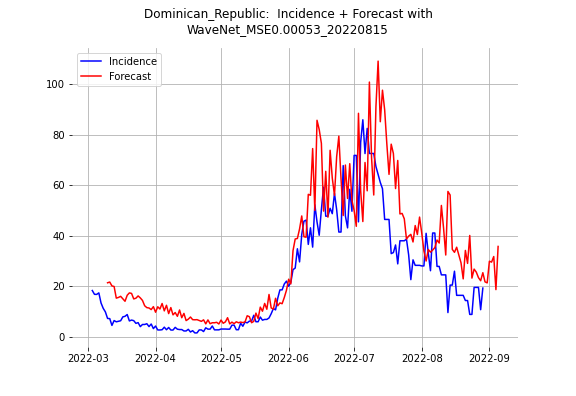 Dominican_Republic: Incidence + Forecast with
WaveNet_MSE0.00053_20220815
Incidence
Forecast
100
80
60
40
20
0
2022-03 2022-04 2022-05 2022-06 2022-07 2022-08 2022-09